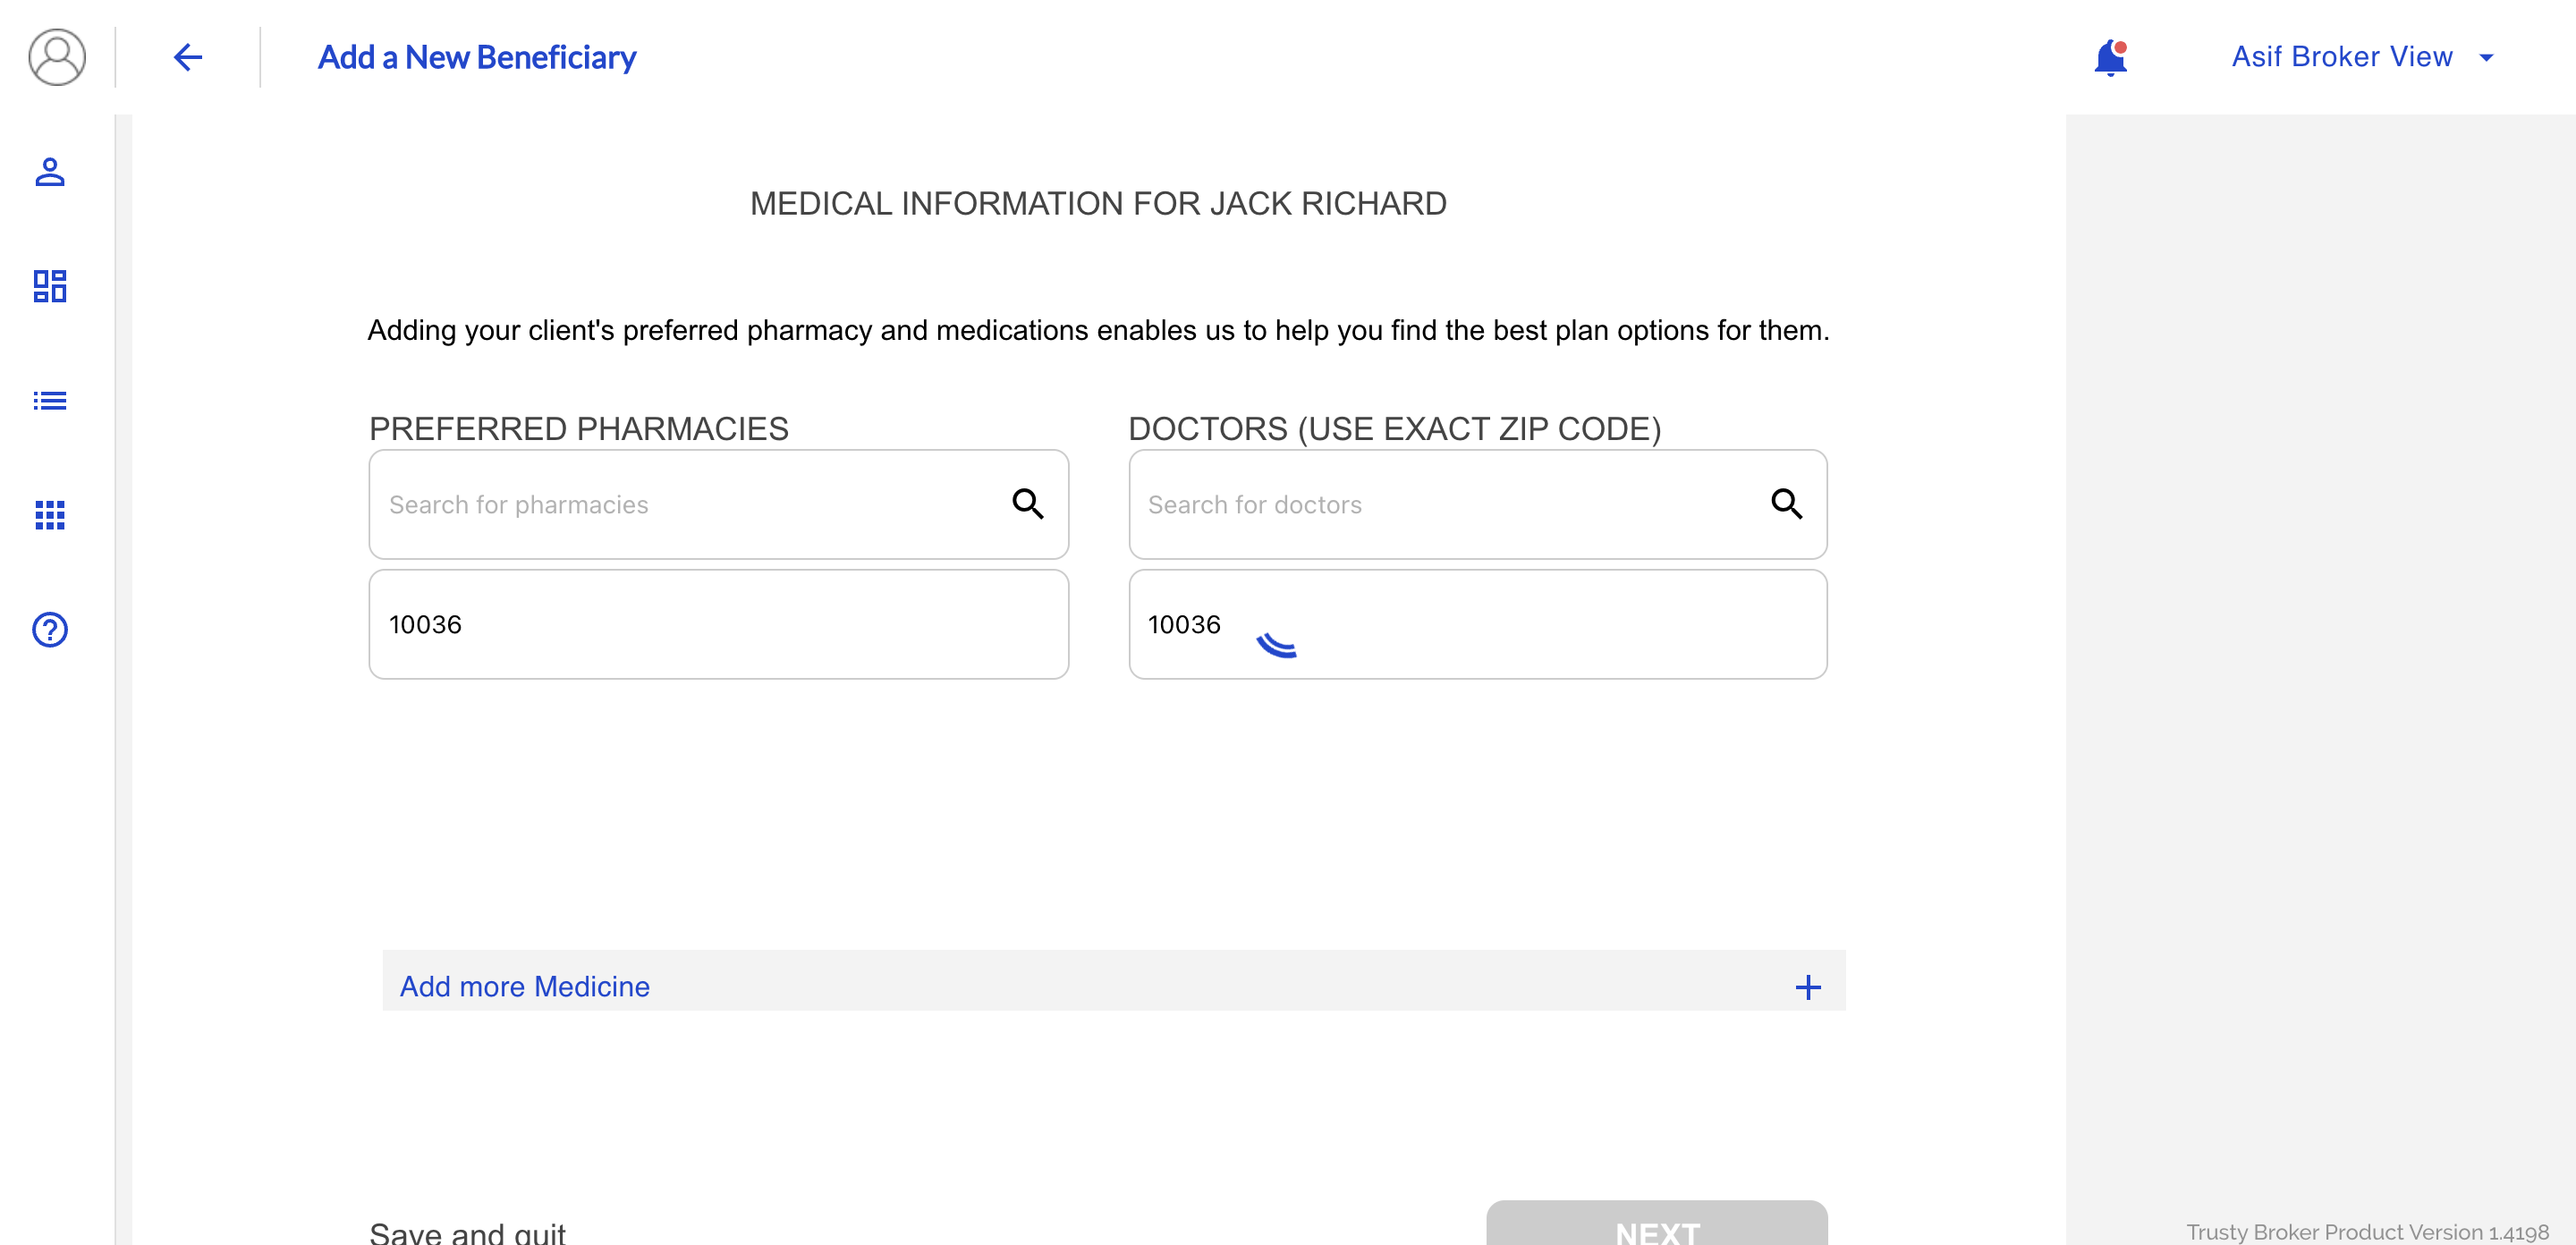 Add a New Beneficiary
Asif Broker View
MEDICAL INFORMATION FOR JACK RICHARD
Adding your client's preferred pharmacy and medications enables us to help you find the best plan options for them.
PREFERRED PHARMACIES
Search for pharmacies
10036
DOCTORS (USE EXACT ZIP CODE)
Search for doctors
10036
Add more Medicine
Save and quit
NEXT
Trusty Broker Product Version 1.4198